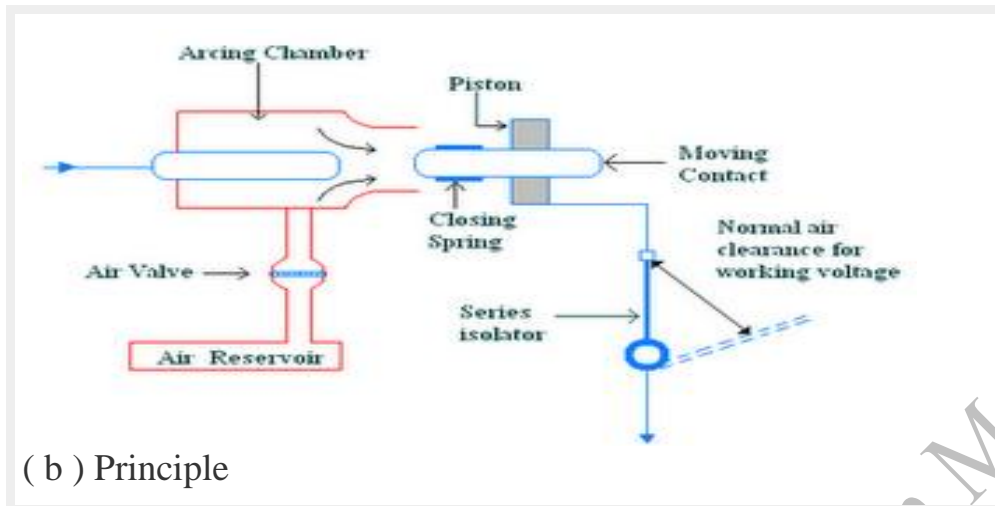 Arcing Chamber
Piston
Moving
Contact
Closing
Spring
Normal air
clearance for
working voltage
Air Valve
Series
isolator
Air Reservoir
( b ) Principle